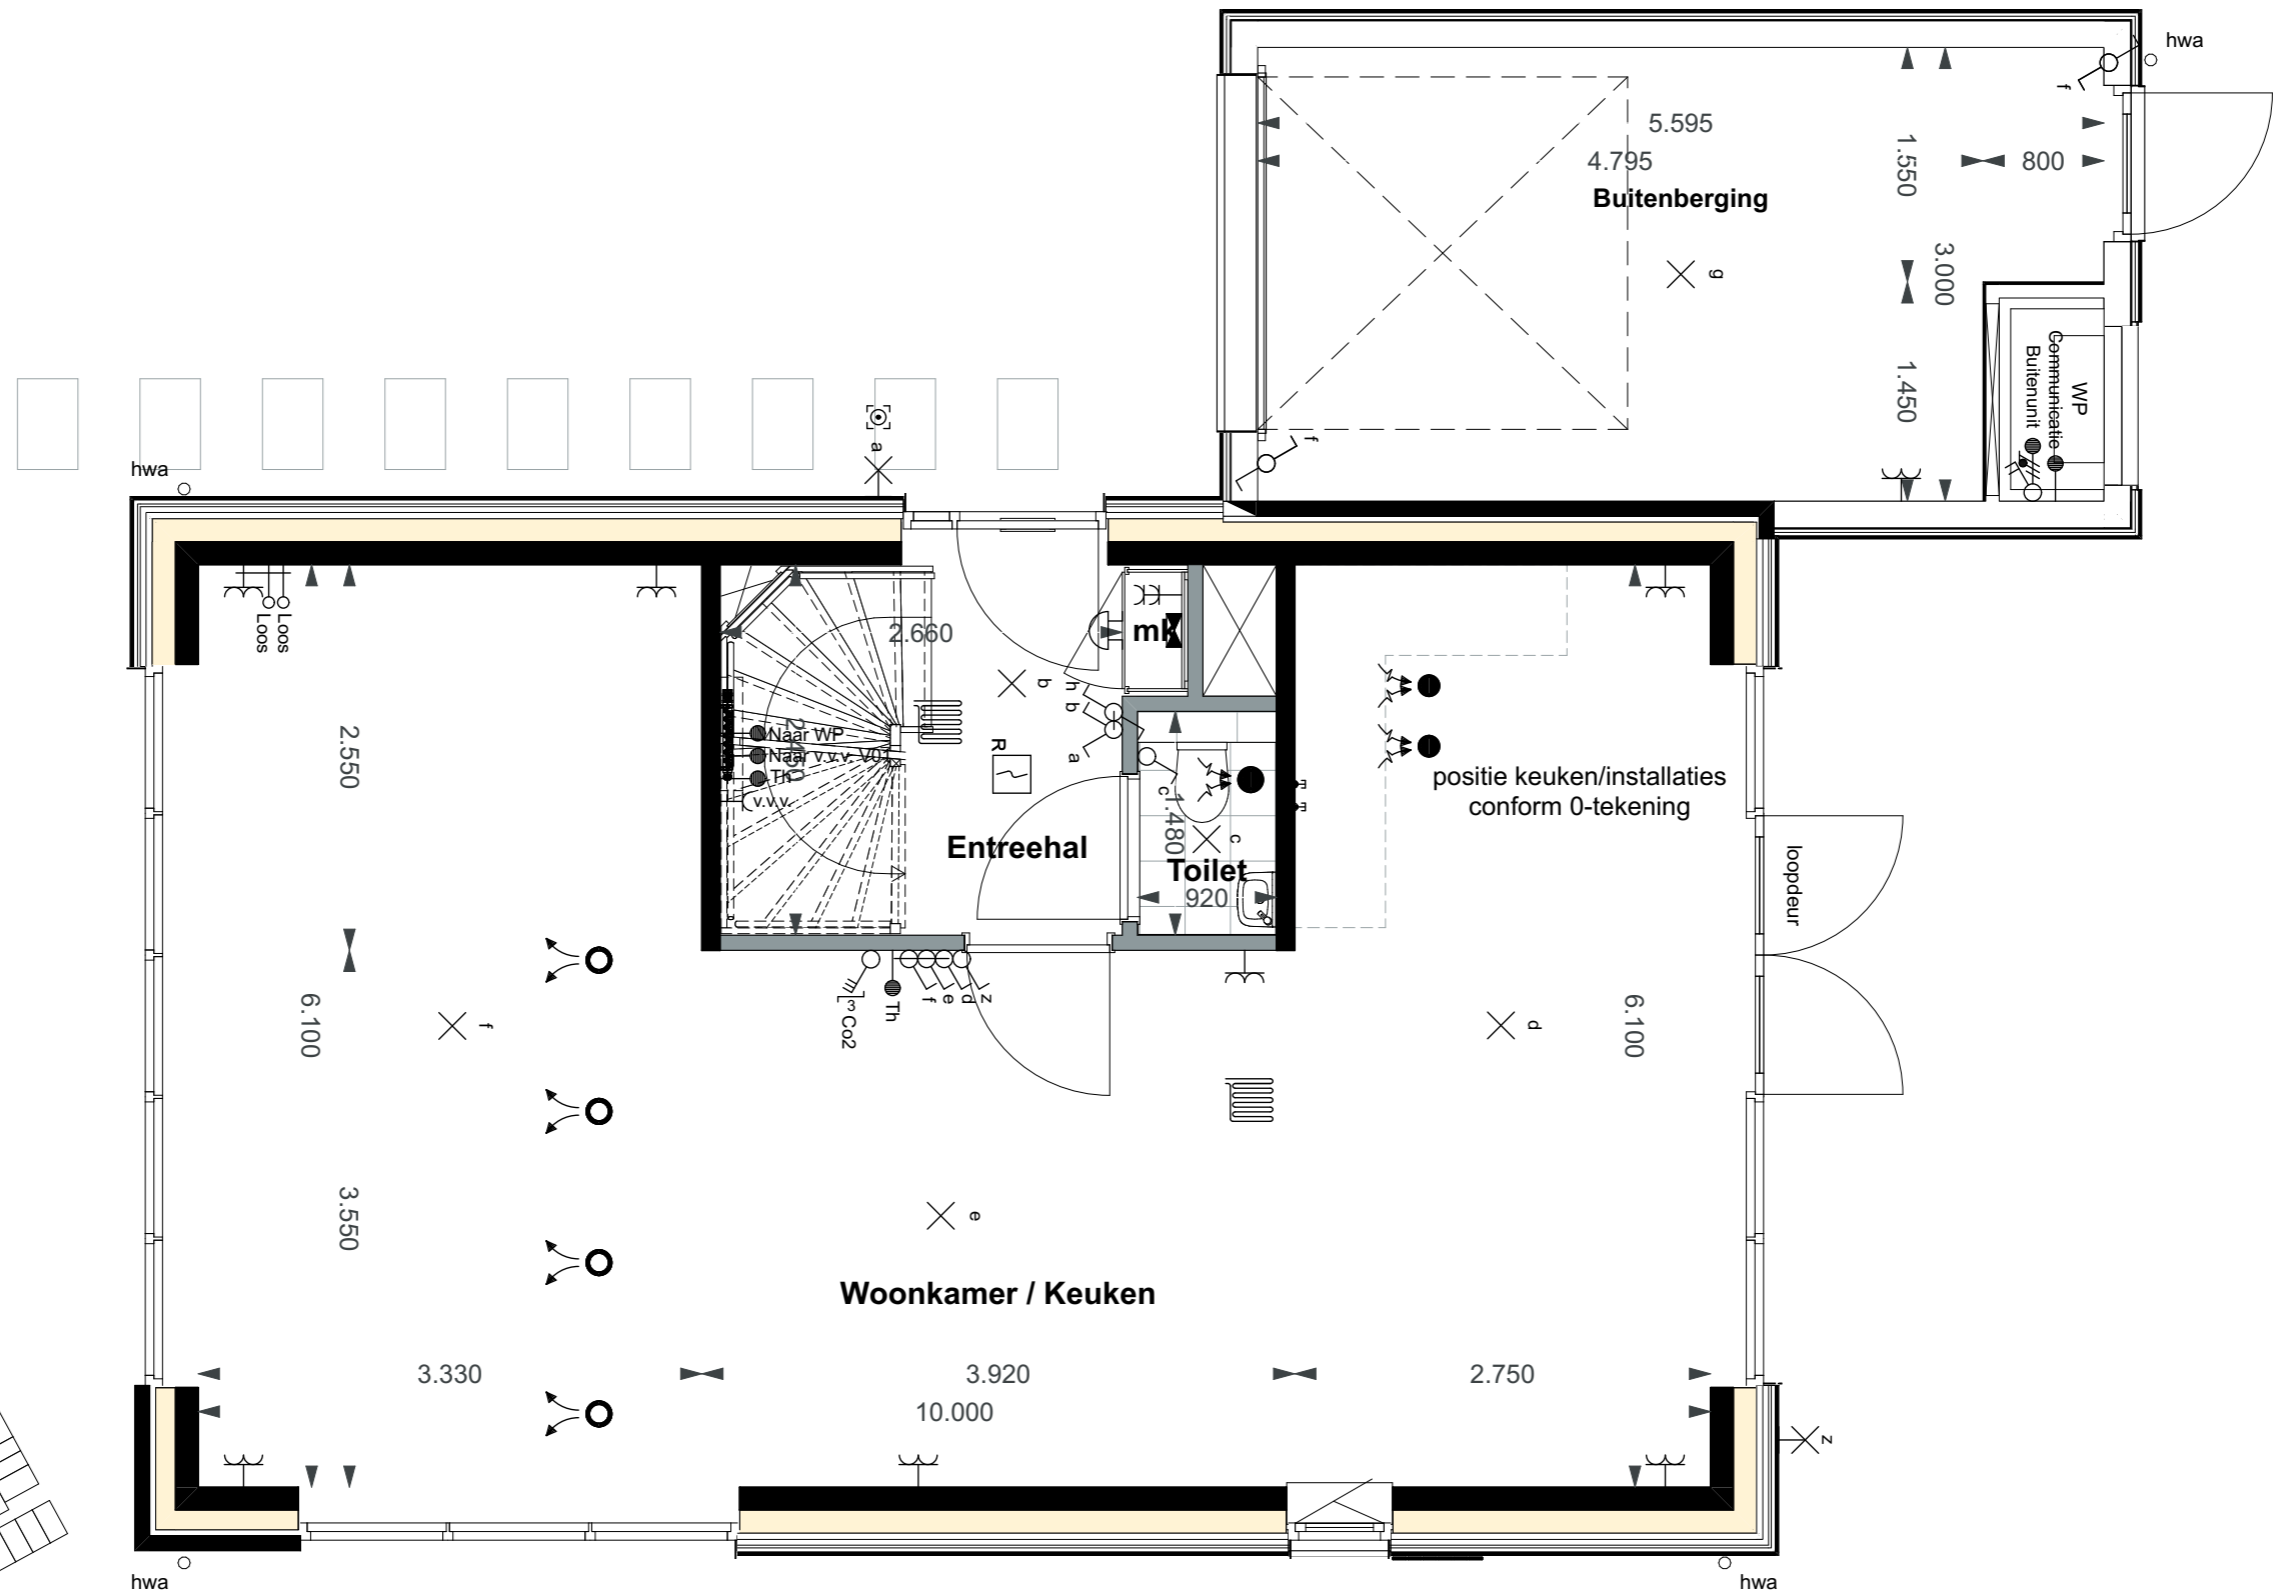 hwa
f
5.595
4.795
1.550
800
Buitenberging
g
3.000
1.450
WP
Communicatie
Buitenunit
f
a
hwa
Loos
Loos
2.660
mk
b
h
b
a
R
2.550
Naar WP
Naar v.v.v. V01
Th
v.v.v.
c
1.480
c
positie keuken/installaties
conform 0-tekening
Entreehal
Toilet
920
loopdeur
f
e
d
z
3
Co2
Th
6.100
f
d
6.100
3.550
e
Woonkamer / Keuken
3.330
3.920
2.750
10.000
z
hwa
hwa